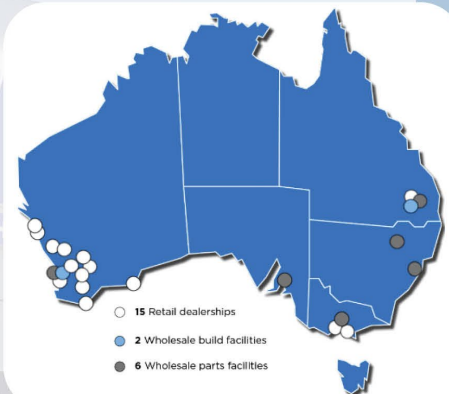 15 Retail dealerships
2 Wholesale build facilities
6 Wholesale parts facilities